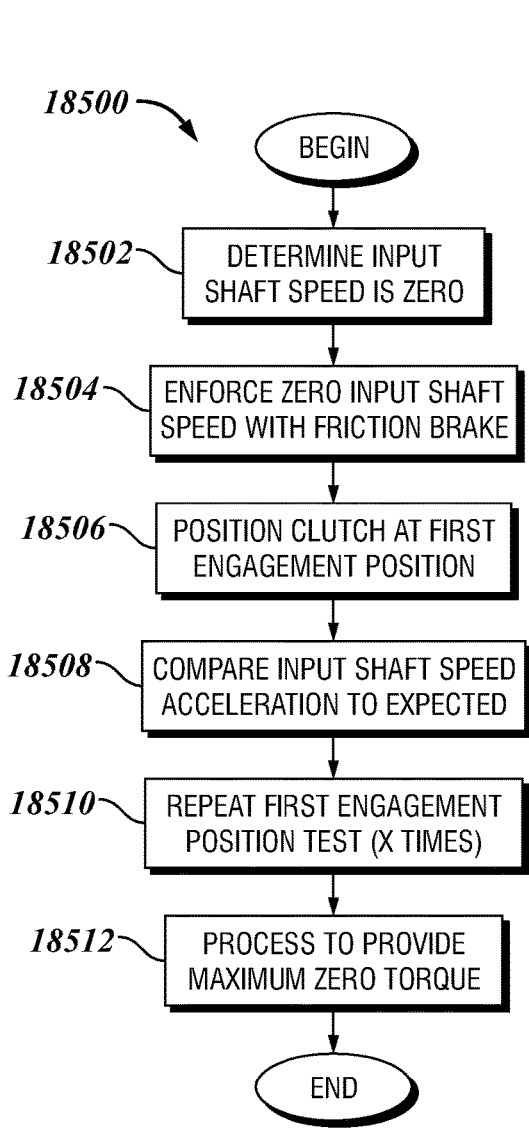 18500
BEGIN
18502
DETERMINE INPUT
SHAFT SPEED IS ZERO
18504
ENFORCE ZERO INPUT SHAFT
SPEED WITH FRICTION BRAKE
18506
POSITION CLUTCH AT FIRST
ENGAGEMENT POSITION
18508
COMPARE INPUT SHAFT SPEED
ACCELERATION TO EXPECTED
18510
REPEAT FIRST ENGAGEMENT
POSITION TEST (X TIMES)
18512
PROCESS TO PROVIDE
MAXIMUM ZERO TORQUE
END